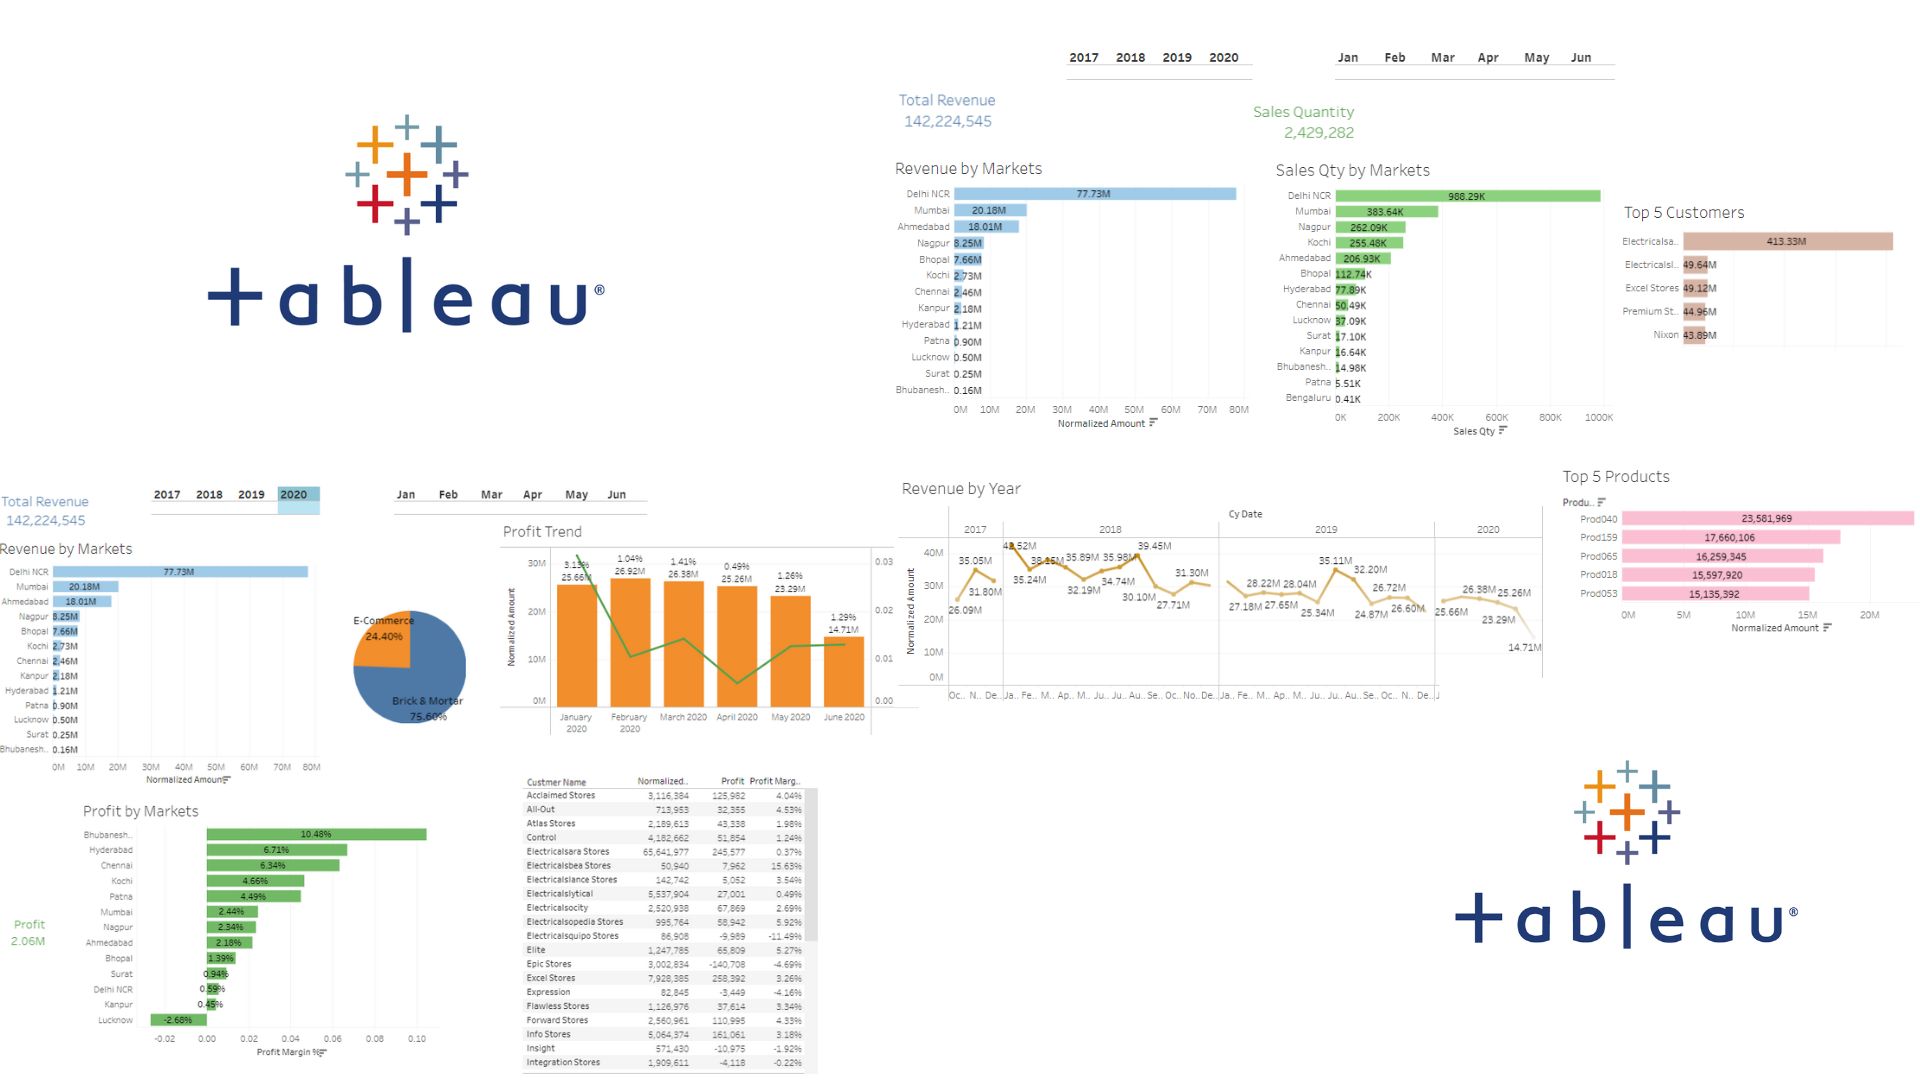 +ableau®
2017 2018 2019 2020
Jan Feb Mar Apr May Jun
Total Revenue
142,224,545
Sales Quantity
2,429,282
Revenue by Markets
Delhi NCR 77.73M
Mumbai 20.18M
Ahmedabad 18.01M
Nagpur 8.25M
Bhopal 7.66M
Kochi 2.73M
Chennai 2.46M
Kanpur 2.18M
Hyderabad 1.21M
Patna 0.90M
Lucknow 0.50M
Surat 0.25M
Bhubanesh.. 0.16M
0M 10M 20M 30M 40M 50M 60M 70M 80M
Normalized Amount
Sales Qty by Markets
Delhi NCR 988.29K
Mumbai 383.64K
Nagpur 262.09K
Kochi 255.48K
Ahmedabad 206.93K
Bhopal 112.74K
Hyderabad 77.89K
Chennai 50.49K
Lucknow 37.09K
Surat 17.10K
Kanpur 16.64K
Bhubanesh.. 14.98K
Patna 5.51K
Bengaluru 0.41K
0K 200K 400K 600K 800K 1000K
Sales Qty
Top 5 Customers
Electricalsa.. 413.33M
Electricalsl.. 49.64M
Excel Stores 49.12M
Premium St.. 44.96M
Nixon 43.89M
Total Revenue
142,224,545
2017 2018 2019 2020
Jan Feb Mar Apr May Jun
Revenue by Markets
Delhi NCR 77.73M
Mumbai 20.18M
Ahmedabad 18.01M
Nagpur 8.25M
Bhopal 7.66M
Kochi 2.73M
Chennai 2.46M
Kanpur 2.18M
Hyderabad 1.21M
Patna 0.90M
Lucknow 0.50M
Surat 0.25M
Bhubanesh.. 0.16M
0M 10M 20M 30M 40M 50M 60M 70M 80M
Normalized Amoun
E-Commerce
24.40%
Brick & Mortar
75.60%
Profit Trend
30M 20M 10M 0M
Normalized Amount
3.13% 1.04% 1.41% 0.49% 1.26% 1.29%
25.66M 26.92M 26.38M 25.26M 23.29M 14.71M
0.03 0.02 0.01 0.00
January 2020 February 2020 March 2020 April 2020 May 2020 June 2020
Revenue by Year
Cy Date
2017 2018 2019 2020
40M 30M 20M 10M 0M
Normalized Amount
26.09M 35.05M 31.80M
35.24M 35.89M 32.19M 34.74M 35.98M 39.45M 30.10M 27.71M 31.30M
27.18M 28.22M 27.65M 28.04M 25.34M 35.11M 32.20M 24.87M 26.72M 26.60M
25.66M 26.38M 25.26M 23.29M 14.71M
Oc.. N.. De.. Ja.. Fe.. M.. Ap.. M.. Ju.. Ju.. Au.. Se.. Oc.. No.. De.. Ja.. Fe.. M.. Ap.. M.. Ju.. Ju.. Au.. Se.. Oc.. N.. De.. J
Top 5 Products
Produ..
Prod040 23,581,969
Prod159 17,660,106
Prod065 16,259,345
Prod018 15,597,920
Prod053 15,135,392
0M 5M 10M 15M 20M
Normalized Amount
Profit by Markets
Bhubanesh.. 10.48%
Hyderabad 6.71%
Chennai 6.34%
Kochi 4.66%
Patna 4.49%
Mumbai 2.44%
Nagpur 2.34%
Ahmedabad 2.18%
Bhopal 1.39%
Surat 0.94%
Delhi NCR 0.59%
Kanpur 0.45%
Lucknow -2.68%
-0.02 0.00 0.02 0.04 0.06 0.08 0.10
Profit Margin %
Profit
2.06M
Custmer Name Normalized.. Profit Profit Marg..
Acclaimed Stores 3,116,384 125,982 4.04%
All-Out 713,953 32,355 4.53%
Atlas Stores 2,189,613 43,338 1.98%
Control 4,182,662 51,854 1.24%
Electricalsara Stores 65,641,977 245,577 0.37%
Electricalsbea Stores 50,940 7,962 15.63%
Electricalslance Stores 142,742 5,052 3.54%
Electricalslytical 5,537,904 27,001 0.49%
Electricalsocity 2,520,938 67,869 2.69%
Electricalsopedia Stores 995,764 58,942 5.92%
Electricalsquipo Stores 86,908 -9,989 -11.49%
Elite 1,247,785 65,809 5.27%
Epic Stores 3,002,834 -140,708 -4.69%
Excel Stores 7,928,385 258,392 3.26%
Expression 82,845 -3,449 -4.16%
Flawless Stores 1,126,976 37,614 3.34%
Forward Stores 2,560,961 110,995 4.33%
Info Stores 5,064,374 161,061 3.18%
Insight 571,430 -10,975 -1.92%
Integration Stores 1,909,611 -4,118 -0.22%
+ableau®